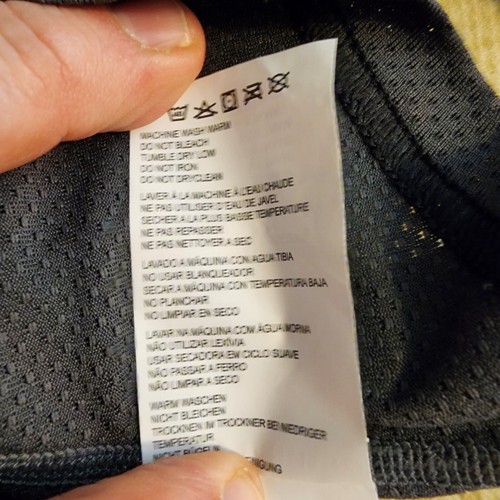 MACHINE WASH WARM
DO NOT BLEACH
TUMBLE DRY LOW
DO NOT IRON
DO NOT DRYCLEAN
LAVER À LA MACHINE À L'EAU CHAUDE
NE PAS UTILISER D'EAU DE JAVEL
SECHER A LA PLUS BASSE TEMPERATURE
NE PAS REPASSER
NE PAS NETTOYER A SEC
LAVADO A MÁQUINA CON AGUA TIBIA
NO USAR BLANQUEADOR
SECAR A MÁQUINA CON TEMPERATURA BAJA
NO PLANCHAR
NO LIMPIAR EN SECO
LAVAR NA MÁQUINA COM ÁGUA MORNA
NÃO UTILIZAR LEXÍVIA
USAR SECADORA EM CICLO SUAVE
NÃO PASSAR A FERRO
NÃO LIMPAR A SECO
WARM WASCHEN
NICHT BLEICHEN
TROCKNEN IM TROCKNER BEI NIEDRIGER
TEMPERATUR
NICHT BÜGELN